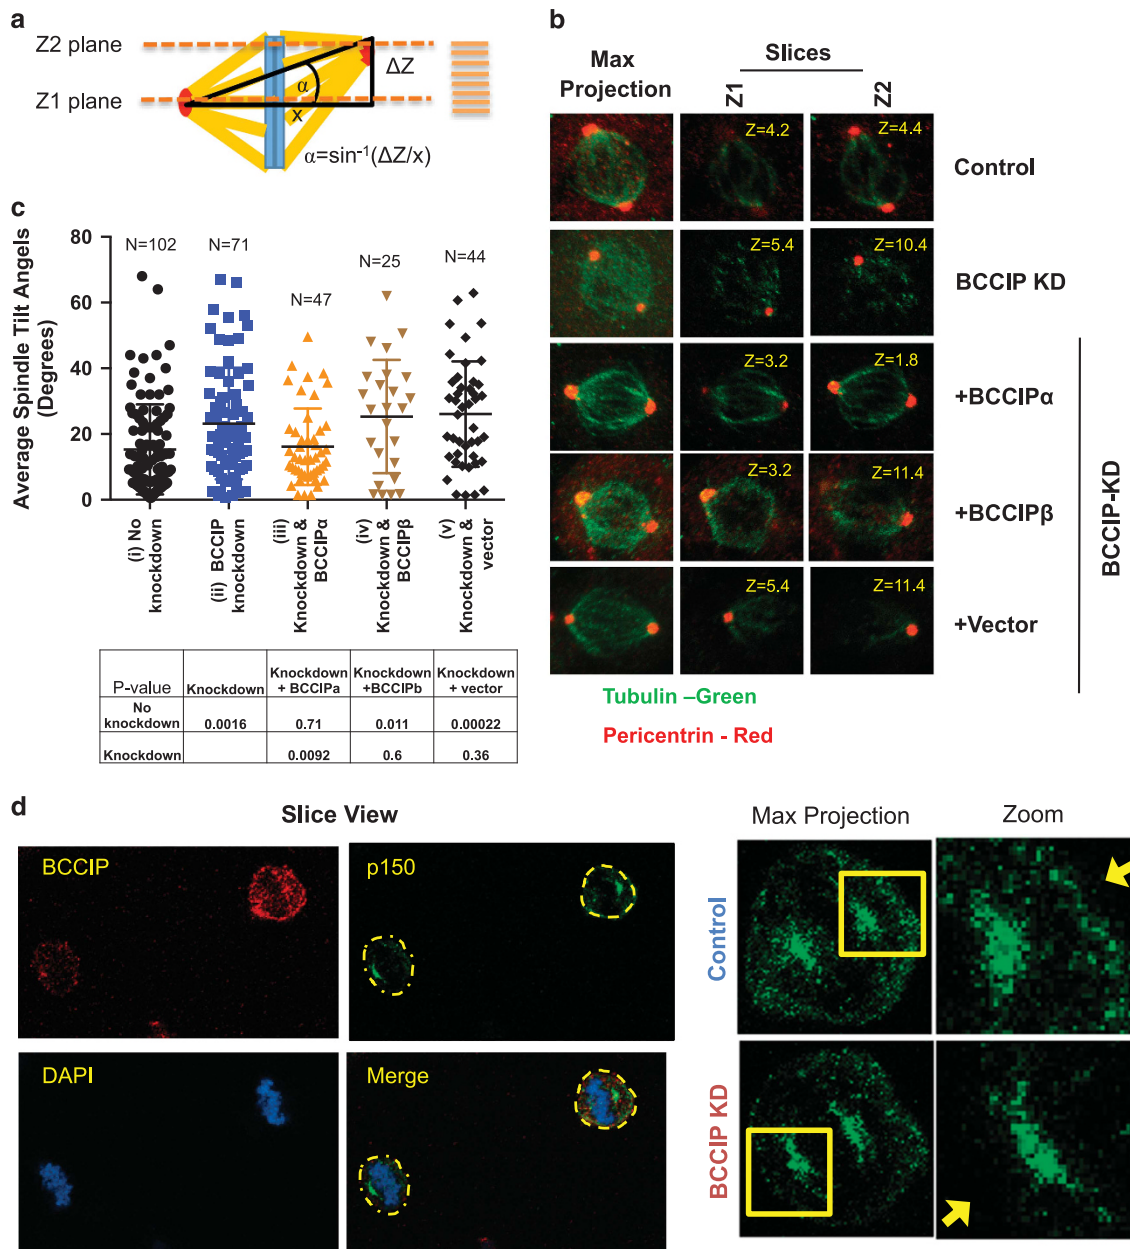 a
Z2 plane
Z1 plane
ΔZ
α
x
α=sin⁻¹(ΔZ/x)
b
Max
Projection
Slices
Z1
Z2
Z=4.2
Z=4.4
Control
Z=5.4
Z=10.4
BCCIP KD
Z=3.2
Z=1.8
+BCCIPα
Z=3.2
Z=11.4
+BCCIPβ
Z=5.4
Z=11.4
+Vector
BCCIP-KD
Tubulin –Green
Pericentrin - Red
c
Average Spindle Tilt Angels
(Degrees)
80
60
40
20
0
N=102
N=71
N=47
N=25
N=44
(i) No
knockdown
(ii) BCCIP
knockdown
(iii)
Knockdown &
BCCIPα
(iv)
Knockdown &
BCCIPβ
(v)
Knockdown &
vector
P-value
Knockdown
Knockdown
+ BCCIPa
Knockdown
+BCCIPb
Knockdown
+ vector
No
knockdown
0.0016
0.71
0.011
0.00022
Knockdown
0.0092
0.6
0.36
d
Slice View
BCCIP
p150
DAPI
Merge
Max Projection
Zoom
Control
BCCIP KD